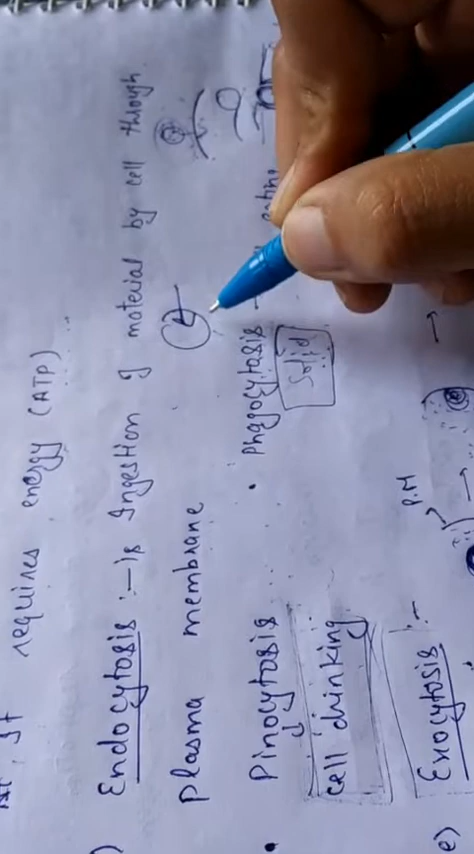 It requires energy (ATP)
Endocytosis :- is Ingestion of material by cell through
plasma membrane
• Pinocytosis • Phagocytosis →
cell drinking Solid
P.M
e) Exocytosis :-